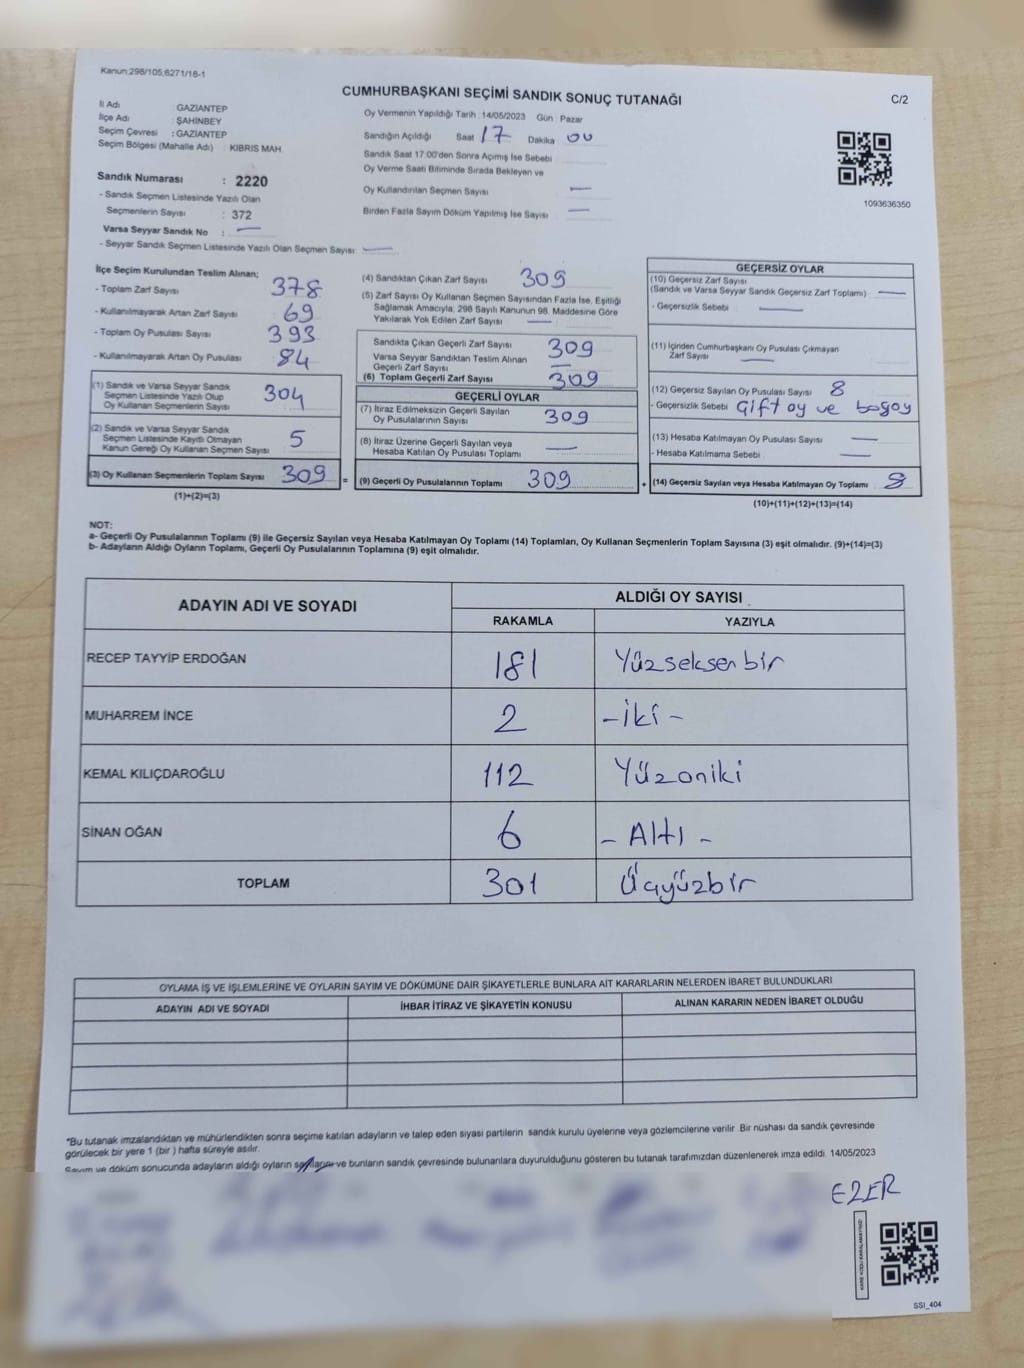 Kanun;298/105;6271/18-1
CUMHURBAŞKANI SEÇİMİ SANDIK SONUÇ TUTANAĞI
C/2
İl Adı : GAZIANTEP
İlçe Adı : ŞAHİNBEY
Seçim Çevresi : GAZIANTEP
Seçim Bölgesi (Mahalle Adı) : KIBRIS MAH.
Sandık Numarası : 2220
- Sandık Seçmen Listesinde Yazılı Olan
Seçmenlerin Sayısı : 372
Varsa Seyyar Sandık No : —
- Seyyar Sandık Seçmen Listesinde Yazılı Olan Seçmen Sayısı: —
Oy Vermenin Yapıldığı Tarih :14/05/2023 Gün : Pazar
Sandığın Açıldığı Saat 17 Dakika 00
Sandık Saat 17:00'den Sonra Açımış İse Sebebi
Oy Verme Saati Bitiminde Sırada Bekleyen ve
Oy Kullandırılan Seçmen Sayısı —
Birden Fazla Sayım Döküm Yapılmış İse Sayısı —
1093636350
İlçe Seçim Kurulundan Teslim Alınan;
- Toplam Zarf Sayısı 378
- Kullanılmayarak Artan Zarf Sayısı 69
- Toplam Oy Pusulası Sayısı 393
- Kullanılmayarak Artan Oy Pusulası 84
(1) Sandık ve Varsa Seyyar Sandık
Seçmen Listesinde Yazılı Olup
Oy Kullanan Seçmenlerin Sayısı 304
(2) Sandık ve Varsa Seyyar Sandık
Seçmen Listesinde Kayıtlı Olmayan
Kanun Gereği Oy Kullanan Seçmen Sayısı 5
(3) Oy Kullanan Seçmenlerin Toplam Sayısı 309 =
(1)+(2)=(3)
(4) Sandıktan Çıkan Zarf Sayısı 309
(5) Zarf Sayısı Oy Kullanan Seçmen Sayısından Fazla İse, Eşitliği
Sağlamak Amacıyla, 298 Sayılı Kanunun 98. Maddesine Göre
Yakılarak Yok Edilen Zarf Sayısı —
Sandıkta Çıkan Geçerli Zarf Sayısı 309
Varsa Seyyar Sandıktan Teslim Alınan
Geçerli Zarf Sayısı —
(6) Toplam Geçerli Zarf Sayısı 309
GEÇERLİ OYLAR
(7) İtiraz Edilmeksizin Geçerli Sayılan
Oy Pusulalarının Sayısı 309
(8) İtiraz Üzerine Geçerli Sayılan veya
Hesaba Katılan Oy Pusulası Toplamı —
(9) Geçerli Oy Pusulalarının Toplamı 309 +
GEÇERSİZ OYLAR
(10) Geçersiz Zarf Sayısı
(Sandık ve Varsa Seyyar Sandık Geçersiz Zarf Toplamı) —
- Geçersizlik Sebebi —
(11) İçinden Cumhurbaşkanı Oy Pusulası Çıkmayan
Zarf Sayısı —
(12) Geçersiz Sayılan Oy Pusulası Sayısı 8
- Geçersizlik Sebebi Çift oy ve boşoy
(13) Hesaba Katılmayan Oy Pusulası Sayısı —
- Hesaba Katılmama Sebebi —
(14) Geçersiz Sayılan veya Hesaba Katılmayan Oy Toplamı 8
(10)+(11)+(12)+(13)=(14)
NOT:
a- Geçerli Oy Pusulalarının Toplamı (9) ile Geçersiz Sayılan veya Hesaba Katılmayan Oy Toplamı (14) Toplamları, Oy Kullanan Seçmenlerin Toplam Sayısına (3) eşit olmalıdır. (9)+(14)=(3)
b- Adayların Aldığı Oyların Toplamı, Geçerli Oy Pusulalarının Toplamına (9) eşit olmalıdır.
ADAYIN ADI VE SOYADI
ALDIĞI OY SAYISI
RAKAMLA YAZIYLA
RECEP TAYYİP ERDOĞAN 181 Yüzseksenbir
MUHARREM İNCE 2 -İki-
KEMAL KILIÇDAROĞLU 112 Yüzoniki
SİNAN OĞAN 6 - Altı -
TOPLAM 301 Üçyüzbir
OYLAMA İŞ VE İŞLEMLERİNE VE OYLARIN SAYIM VE DÖKÜMÜNE DAİR ŞİKAYETLERLE BUNLARA AİT KARARLARIN NELERDEN İBARET BULUNDUKLARI
ADAYIN ADI VE SOYADI İHBAR İTİRAZ VE ŞİKAYETİN KONUSU ALINAN KARARIN NEDEN İBARET OLDUĞU
*Bu tutanak imzalandıktan ve mühürlendikten sonra seçime katılan adayların ve talep eden siyasi partilerin sandık kurulu üyelerine veya gözlemcilerine verilir. Bir nüshası da sandık çevresinde
görülecek bir yere 1 (bir ) hafta süreyle asılır.
Sayım ve döküm sonucunda adayların aldığı oyların sayılarını ve bunların sandık çevresinde bulunanlara duyurulduğunu gösteren bu tutanak tarafımızdan düzenlenerek imza edildi. 14/05/2023
EZER
KARE KODU KARALAMAYINIZ!
SSI_404